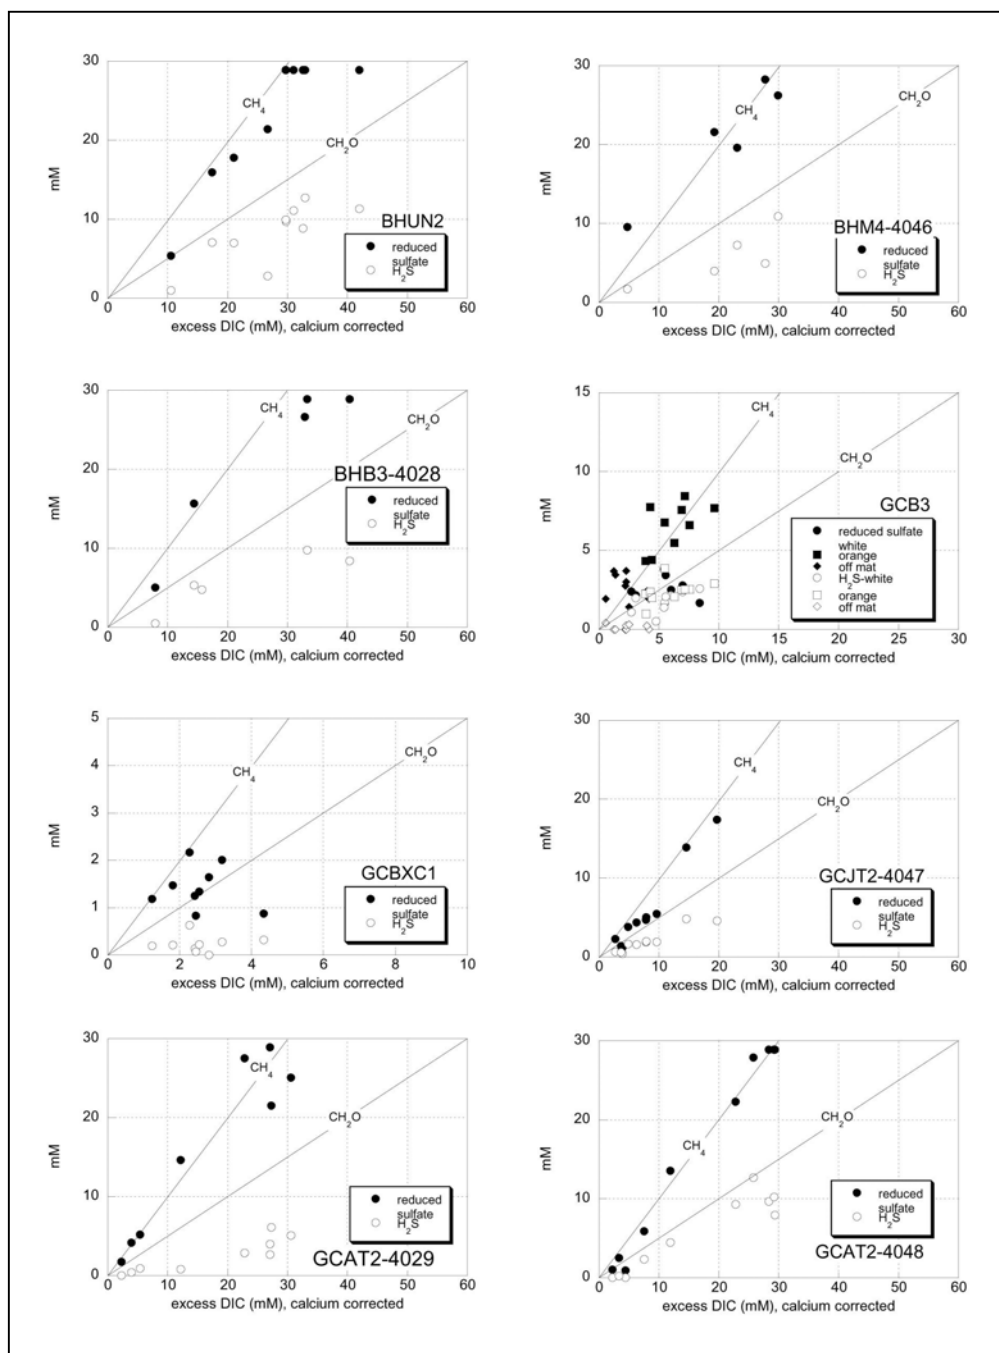 30
20
10
0
mM
CH4
CH2O
BHUN2
reduced
sulfate
H2S
0 10 20 30 40 50 60
excess DIC (mM), calcium corrected
30
20
10
0
mM
CH4
CH2O
BHM4-4046
reduced
sulfate
H2S
0 10 20 30 40 50 60
excess DIC (mM), calcium corrected
30
20
10
0
mM
CH4
CH2O
BHB3-4028
reduced
sulfate
H2S
0 10 20 30 40 50 60
excess DIC (mM), calcium corrected
15
10
5
0
mM
CH4
CH2O
GCB3
reduced sulfate
white
orange
off mat
H2S-white
orange
off mat
0 5 10 15 20 25 30
excess DIC (mM), calcium corrected
5
4
3
2
1
0
mM
CH4
CH2O
GCBXC1
reduced
sulfate
H2S
0 2 4 6 8 10
excess DIC (mM), calcium corrected
30
20
10
0
mM
CH4
CH2O
GCJT2-4047
reduced
sulfate
H2S
0 10 20 30 40 50 60
excess DIC (mM), calcium corrected
30
20
10
0
mM
CH4
CH2O
reduced
sulfate
H2S
GCAT2-4029
0 10 20 30 40 50 60
excess DIC (mM), calcium corrected
30
20
10
0
mM
CH4
CH2O
reduced
sulfate
H2S
GCAT2-4048
0 10 20 30 40 50 60
excess DIC (mM), calcium corrected